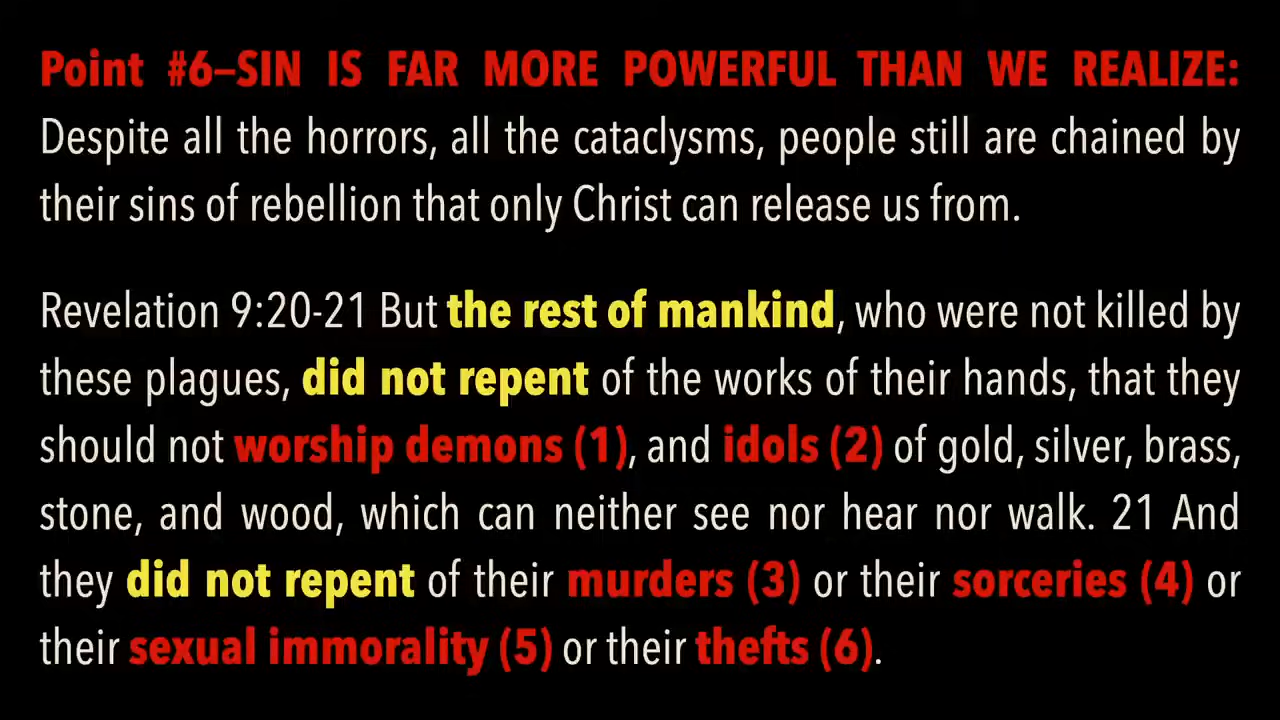 Point #6–SIN IS FAR MORE POWERFUL THAN WE REALIZE:
Despite all the horrors, all the cataclysms, people still are chained by
their sins of rebellion that only Christ can release us from.
Revelation 9:20-21 But the rest of mankind, who were not killed by
these plagues, did not repent of the works of their hands, that they
should not worship demons (1), and idols (2) of gold, silver, brass,
stone, and wood, which can neither see nor hear nor walk. 21 And
they did not repent of their murders (3) or their sorceries (4) or
their sexual immorality (5) or their thefts (6).